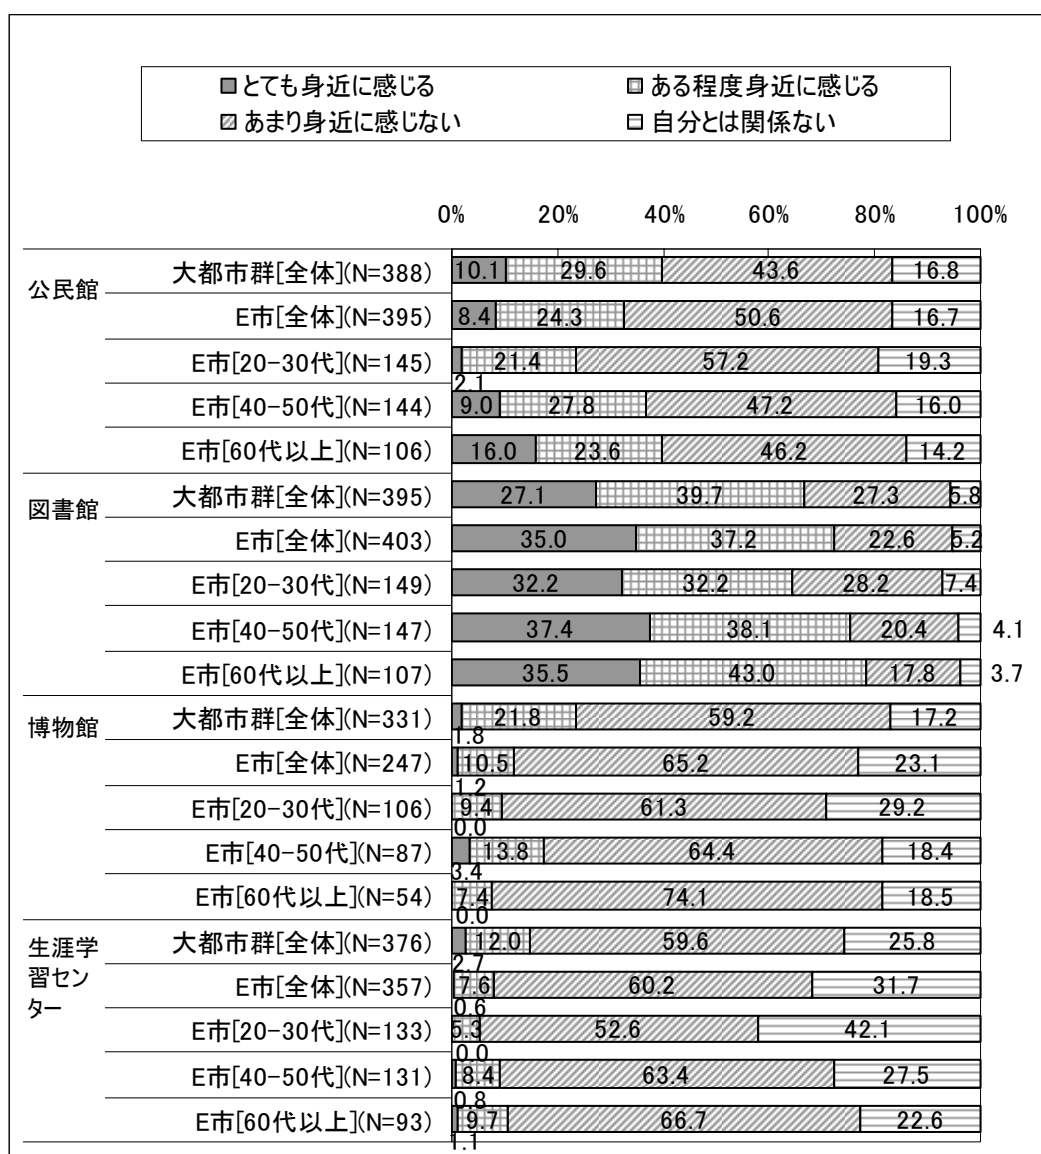 とても身近に感じる ある程度身近に感じる
あまり身近に感じない 自分とは関係ない
0% 20% 40% 60% 80% 100%
公民館
大都市群[全体](N=388) 10.1 29.6 43.6 16.8
E市[全体](N=395) 8.4 24.3 50.6 16.7
E市[20-30代](N=145) 2.1 21.4 57.2 19.3
E市[40-50代](N=144) 9.0 27.8 47.2 16.0
E市[60代以上](N=106) 16.0 23.6 46.2 14.2
図書館
大都市群[全体](N=395) 27.1 39.7 27.3 5.8
E市[全体](N=403) 35.0 37.2 22.6 5.2
E市[20-30代](N=149) 32.2 32.2 28.2 7.4
E市[40-50代](N=147) 37.4 38.1 20.4 4.1
E市[60代以上](N=107) 35.5 43.0 17.8 3.7
博物館
大都市群[全体](N=331) 1.8 21.8 59.2 17.2
E市[全体](N=247) 1.2 10.5 65.2 23.1
E市[20-30代](N=106) 0.0 9.4 61.3 29.2
E市[40-50代](N=87) 3.4 13.8 64.4 18.4
E市[60代以上](N=54) 0.0 7.4 74.1 18.5
生涯学
習セン
ター
大都市群[全体](N=376) 2.7 12.0 59.6 25.8
E市[全体](N=357) 0.6 7.6 60.2 31.7
E市[20-30代](N=133) 0.0 5.3 52.6 42.1
E市[40-50代](N=131) 0.8 8.4 63.4 27.5
E市[60代以上](N=93) 1.1 9.7 66.7 22.6